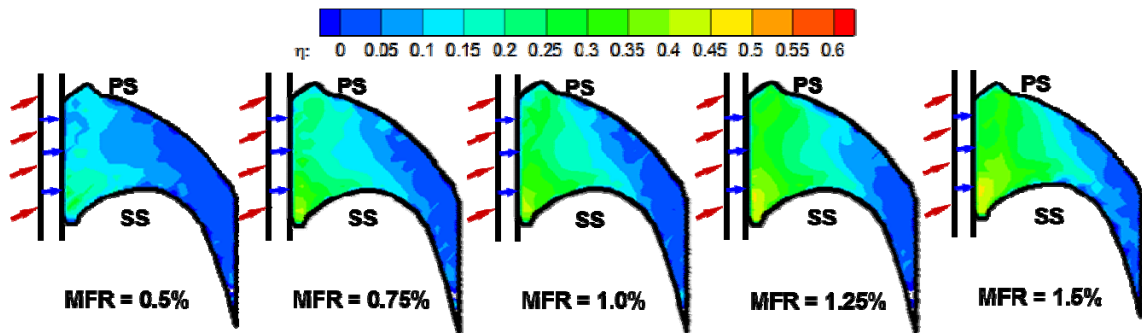 η: 0 0.05 0.1 0.15 0.2 0.25 0.3 0.35 0.4 0.45 0.5 0.55 0.6
PS PS PS PS PS
SS SS SS SS SS
MFR = 0.5% MFR = 0.75% MFR = 1.0% MFR = 1.25% MFR = 1.5%